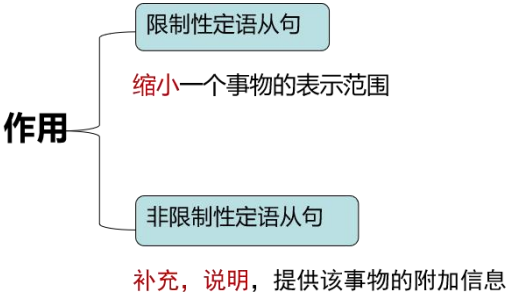 限制性定语从句
缩小一个事物的表示范围
作用
非限制性定语从句
补充，说明，提供该事物的附加信息